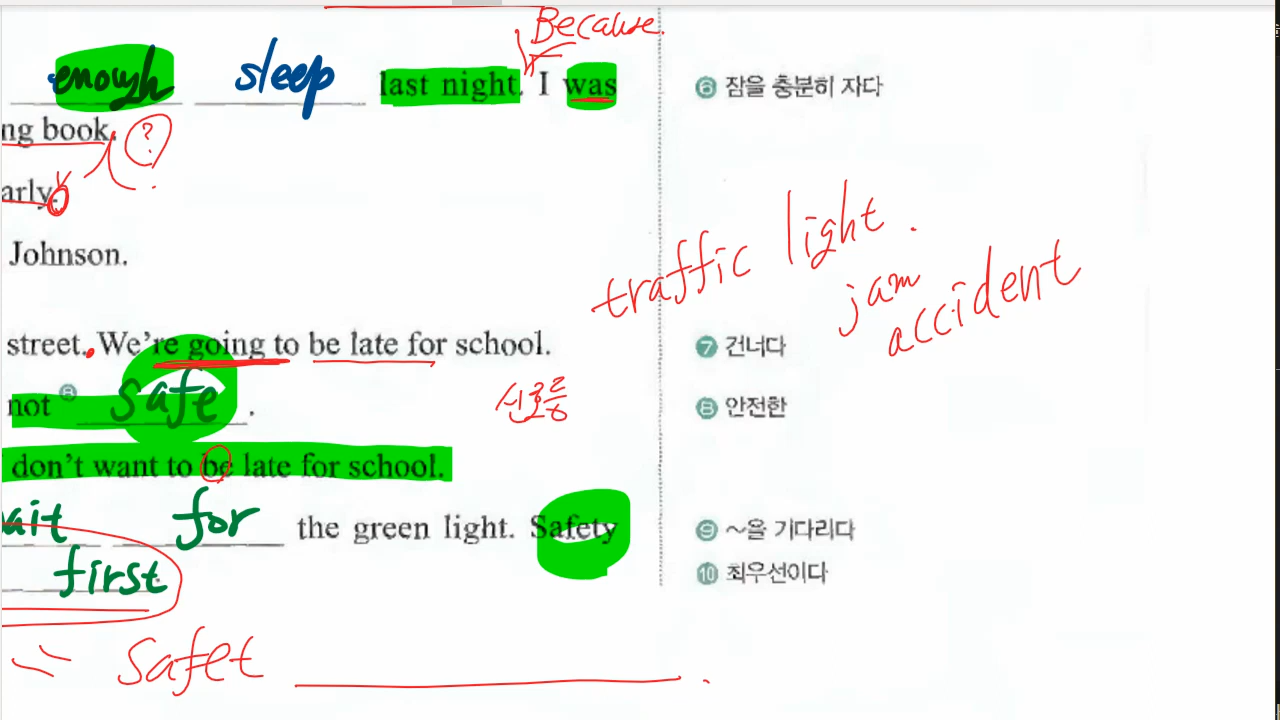 Because.
enough sleep last night. I was
⑥ 잠을 충분히 자다
ng book.
?
arly.
Johnson.
traffic light.
jam
accident
street. We're going to be late for school.
⑦ 건너다
not ⑧ safe.
신호등
⑧ 안전한
don't want to be late for school.
ait for the green light. Safety
⑨ ~을 기다리다
first
⑩ 최우선이다
= Safet ________.